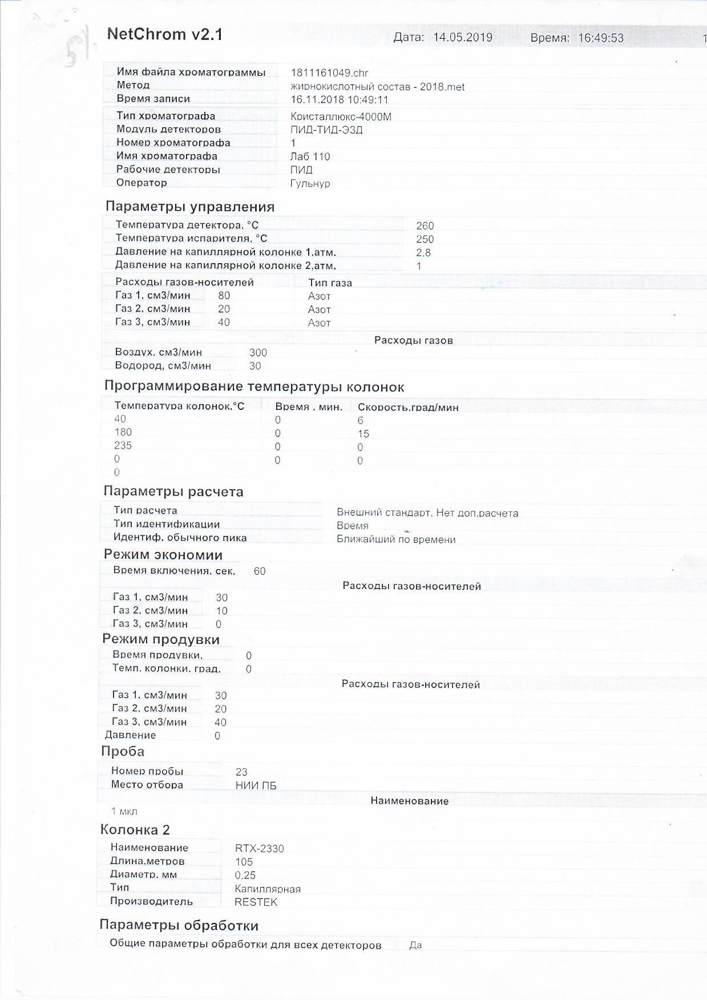 NetChrom v2.1 Дата: 14.05.2019 Время: 16:49:53 1
5%
Имя файла хроматограммы 1811161049.chr
Метод жирнокислотный состав - 2018.met
Время записи 16.11.2018 10:49:11
Тип хроматографа Кристаллюкс-4000М
Модуль детекторов ПИД-ТИД-ЭЗД
Номер хроматографа 1
Имя хроматографа Лаб 110
Рабочие детекторы ПИД
Оператор Гульнур
Параметры управления
Температура детектора, °C 260
Температура испарителя, °C 250
Давление на капиллярной колонке 1,атм. 2,8
Давление на капиллярной колонке 2,атм. 1
Расходы газов-носителей Тип газа
Газ 1, см3/мин 80 Азот
Газ 2, см3/мин 20 Азот
Газ 3, см3/мин 40 Азот
Расходы газов
Воздух, см3/мин 300
Водород, см3/мин 30
Программирование температуры колонок
Температура колонок,°C Время , мин. Скорость,град/мин
40 0 6
180 0 15
235 0 0
0 0 0
0
Параметры расчета
Тип расчета Внешний стандарт, Нет доп.расчета
Тип идентификации Время
Идентиф. обычного пика Ближайший по времени
Режим экономии
Время включения, сек. 60
Расходы газов-носителей
Газ 1, см3/мин 30
Газ 2, см3/мин 10
Газ 3, см3/мин 0
Режим продувки
Время продувки, 0
Темп. колонки, град. 0
Расходы газов-носителей
Газ 1, см3/мин 30
Газ 2, см3/мин 20
Газ 3, см3/мин 40
Давление 0
Проба
Номер пробы 23
Место отбора НИИ ПБ
Наименование
1 мкл
Колонка 2
Наименование RTX-2330
Длина,метров 105
Диаметр, мм 0,25
Тип Капиллярная
Производитель RESTEK
Параметры обработки
Общие параметры обработки для всех детекторов Да